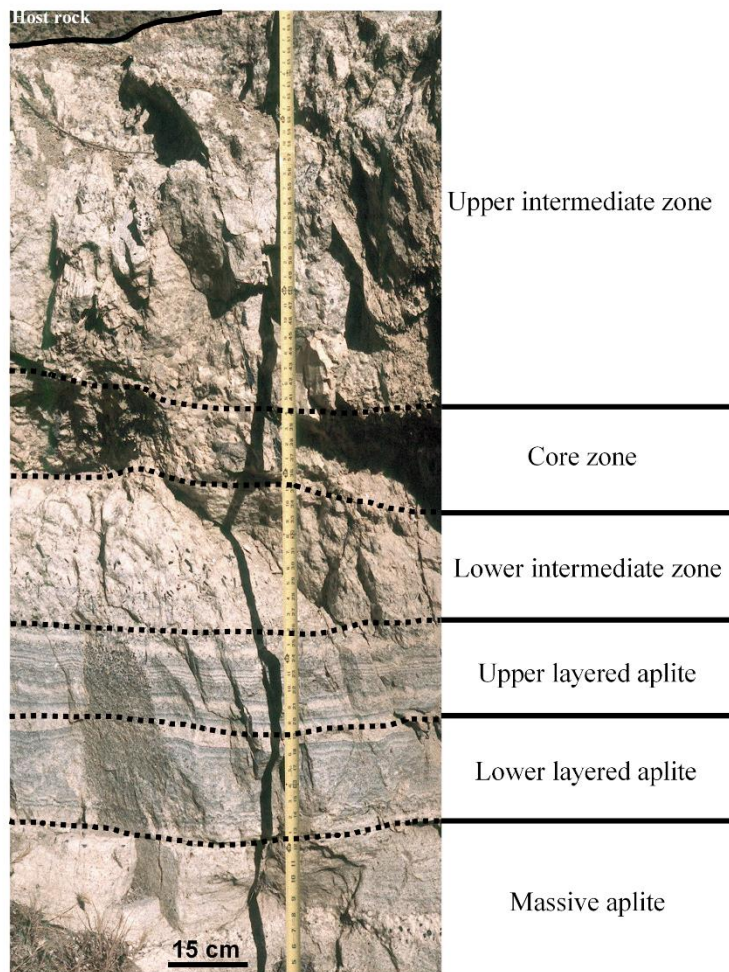 Host rock
Upper intermediate zone
Core zone
Lower intermediate zone
Upper layered aplite
Lower layered aplite
Massive aplite
15 cm